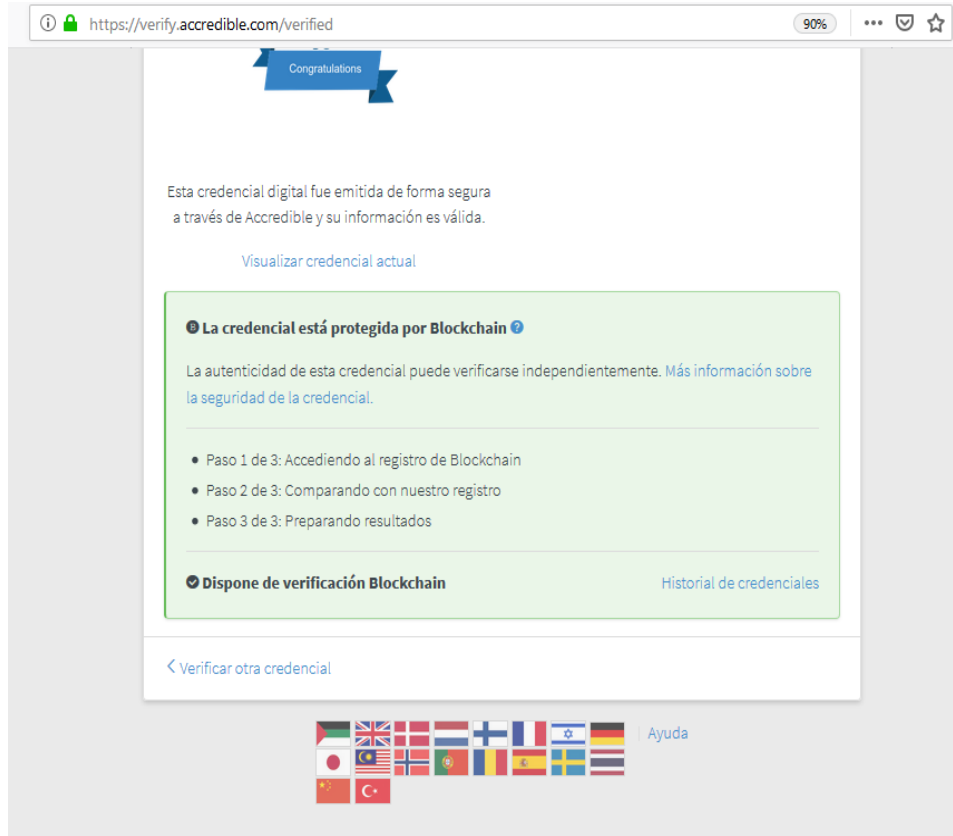 https://verify.accredible.com/verified
90%
Congratulations
Esta credencial digital fue emitida de forma segura
a través de Accredible y su información es válida.
Visualizar credencial actual
La credencial está protegida por Blockchain ?
La autenticidad de esta credencial puede verificarse independientemente. Más información sobre
la seguridad de la credencial.
• Paso 1 de 3: Accediendo al registro de Blockchain
• Paso 2 de 3: Comparando con nuestro registro
• Paso 3 de 3: Preparando resultados
Dispone de verificación Blockchain
Historial de credenciales
Verificar otra credencial
Ayuda